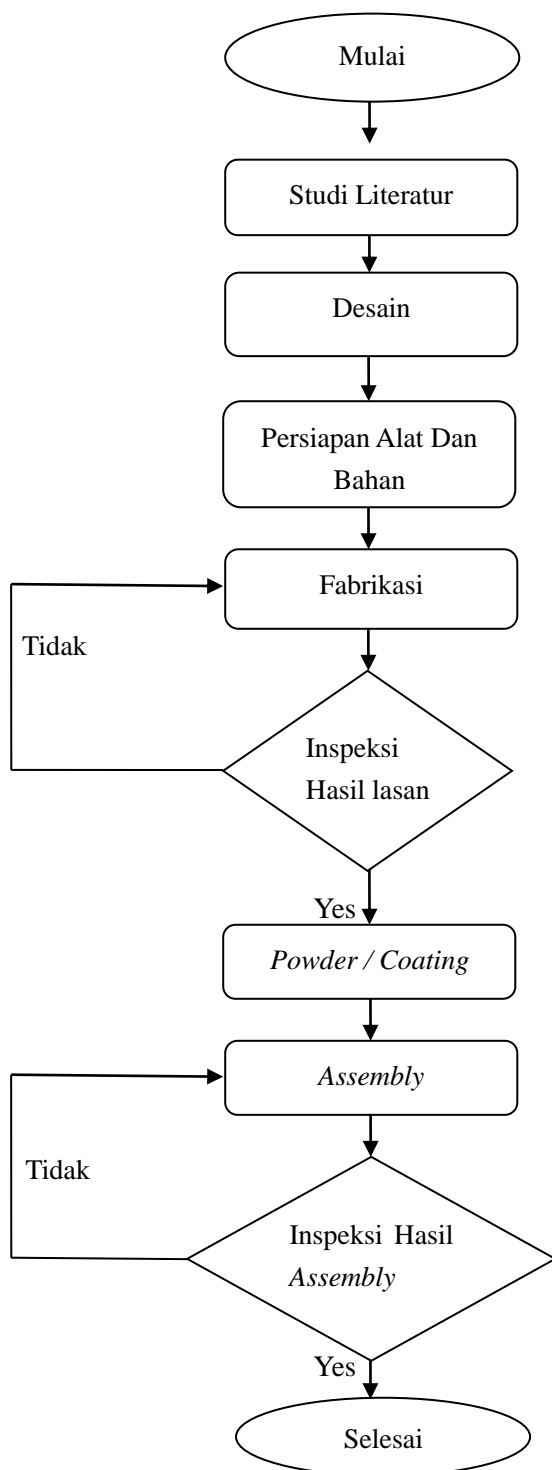 Mulai
Studi Literatur
Desain
Persiapan Alat Dan
Bahan
Fabrikasi
Tidak
Inspeksi
Hasil lasan
Yes
Powder / Coating
Assembly
Tidak
Inspeksi Hasil
Assembly
Yes
Selesai